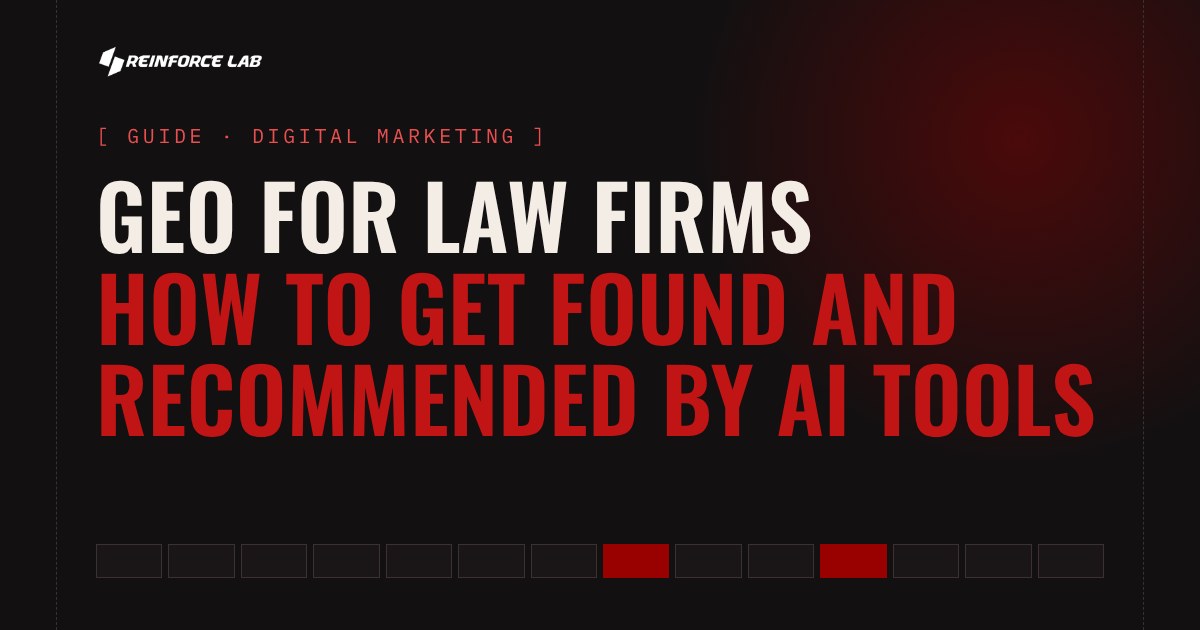 REINFORCE LAB
[ GUIDE · DIGITAL MARKETING ]
GEO FOR LAW FIRMS
HOW TO GET FOUND AND
RECOMMENDED BY AI TOOLS